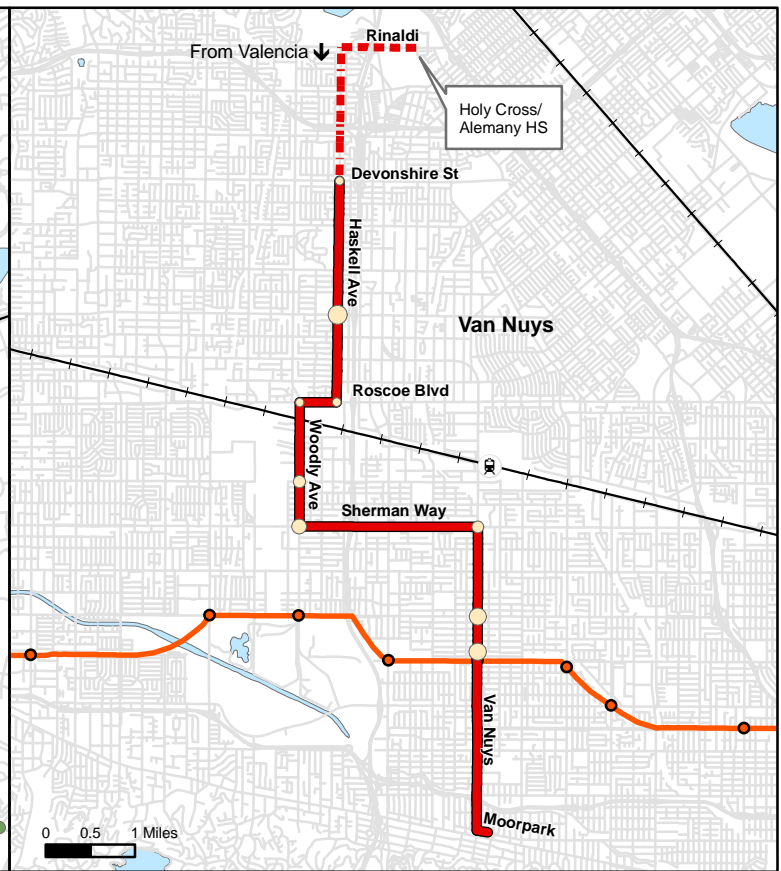 Rinaldi
From Valencia
Holy Cross/
Alemany HS
Devonshire St
Haskell Ave
Van Nuys
Roscoe Blvd
Woodly Ave
Sherman Way
Van Nuys
Moorpark
0 0.5 1 Miles